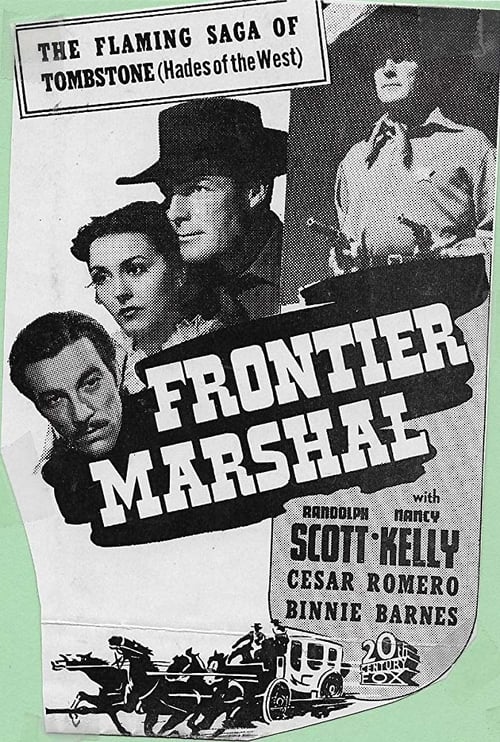 THE FLAMING SAGA OF
TOMBSTONE (Hades of the West)
FRONTIER
MARSHAL
with
RANDOLPH NANCY
SCOTT · KELLY
CESAR ROMERO
BINNIE BARNES
20TH
CENTURY
FOX